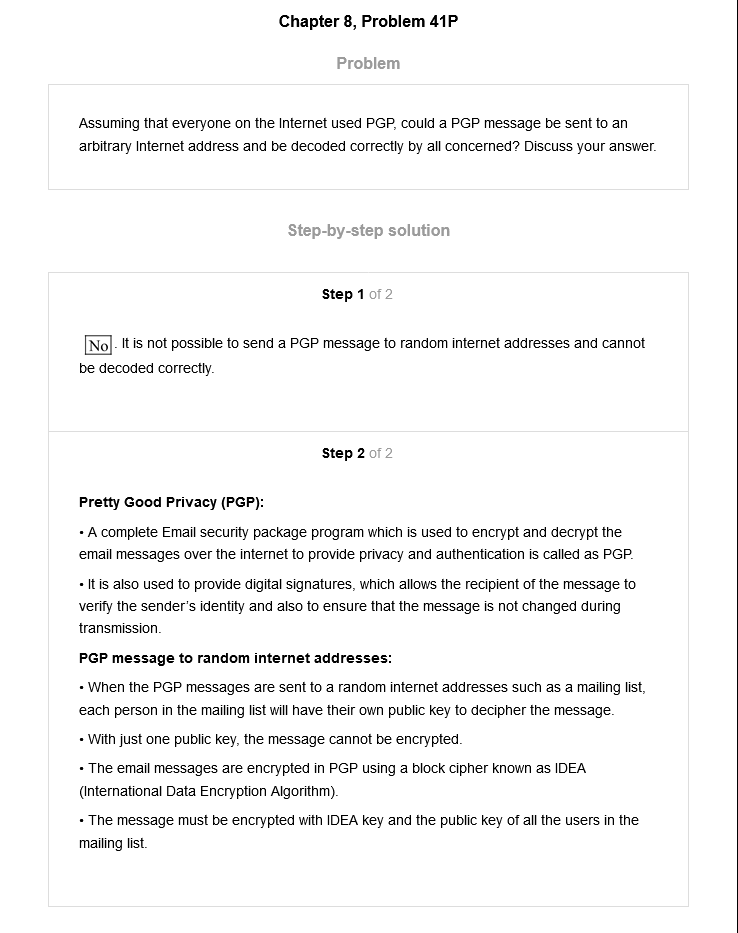 Chapter 8, Problem 41P
Problem
Assuming that everyone on the Internet used PGP, could a PGP message be sent to an
arbitrary Internet address and be decoded correctly by all concerned? Discuss your answer.
Step-by-step solution
Step 1 of 2
No. It is not possible to send a PGP message to random internet addresses and cannot
be decoded correctly.
Step 2 of 2
Pretty Good Privacy (PGP):
• A complete Email security package program which is used to encrypt and decrypt the
email messages over the internet to provide privacy and authentication is called as PGP.
• It is also used to provide digital signatures, which allows the recipient of the message to
verify the sender's identity and also to ensure that the message is not changed during
transmission.
PGP message to random internet addresses:
• When the PGP messages are sent to a random internet addresses such as a mailing list,
each person in the mailing list will have their own public key to decipher the message.
• With just one public key, the message cannot be encrypted.
• The email messages are encrypted in PGP using a block cipher known as IDEA
(International Data Encryption Algorithm).
• The message must be encrypted with IDEA key and the public key of all the users in the
mailing list.